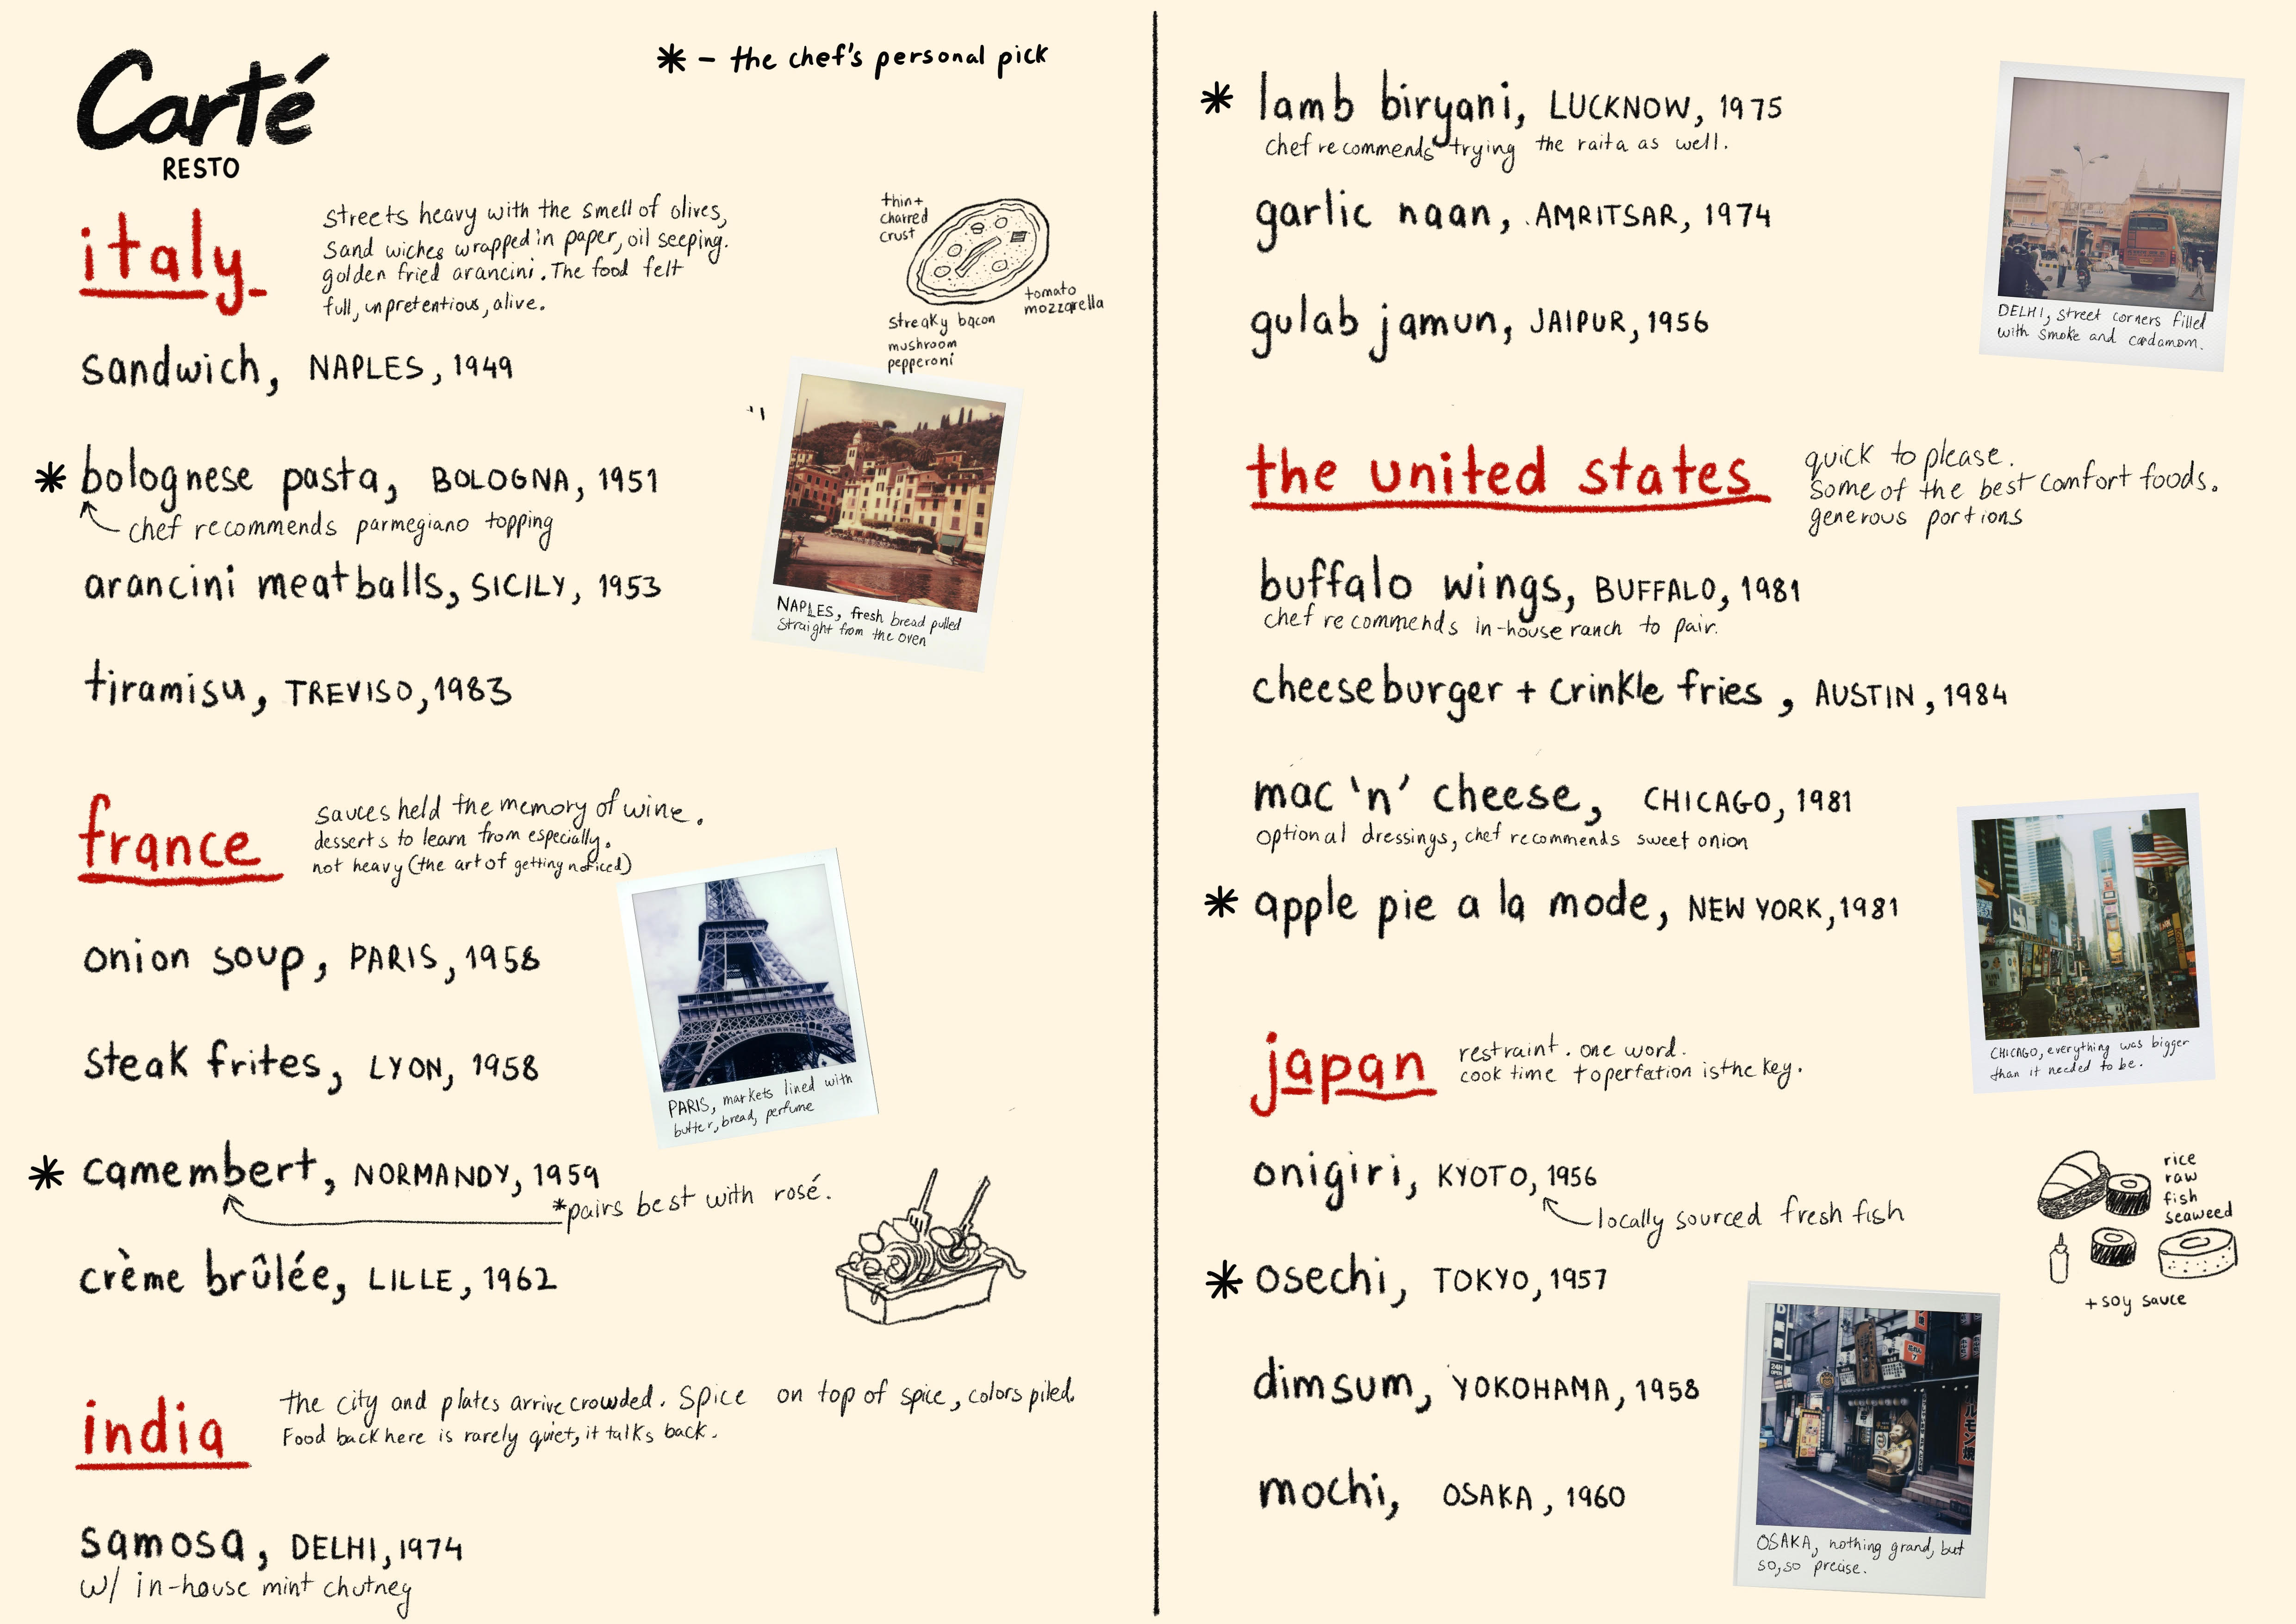 Carté
RESTO
* - the chef's personal pick
italy
streets heavy with the smell of olives,
sand wiches wrapped in paper, oil seeping.
golden fried arancini. The food felt
full, unpretentious, alive.
thin+
charred
crust
tomato
mozzarella
streaky bacon
mushroom
pepperoni
sandwich, NAPLES, 1949
* bolognese pasta, BOLOGNA, 1951
chef recommends parmegiano topping
arancini meatballs, SICILY, 1953
tiramisu, TREVISO, 1983
NAPLES, fresh bread pulled
straight from the oven
france
sauces held the memory of wine.
desserts to learn from especially.
not heavy (the art of getting noticed)
onion soup, PARIS, 1958
steak frites, LYON, 1958
* camembert, NORMANDY, 1959
*pairs best with rosé.
crème brûlée, LILLE, 1962
PARIS, markets lined with
butter, bread, perfume
india
the city and plates arrive crowded. Spice on top of spice, colors piled.
Food back here is rarely quiet, it talks back.
samosa, DELHI, 1974
w/ in-house mint chutney
* lamb biryani, LUCKNOW, 1975
chef recommends trying the raita as well.
garlic naan, AMRITSAR, 1974
gulab jamun, JAIPUR, 1956
DELHI, street corners filled
with smoke and cardamom.
the united states
quick to please.
some of the best comfort foods.
generous portions
buffalo wings, BUFFALO, 1981
chef recommends in-house ranch to pair.
cheeseburger + crinkle fries, AUSTIN, 1984
mac 'n' cheese, CHICAGO, 1981
optional dressings, chef recommends sweet onion
* apple pie a la mode, NEW YORK, 1981
CHICAGO, everything was bigger
than it needed to be.
japan
restraint. one word.
cook time to perfection is the key.
onigiri, KYOTO, 1956
locally sourced fresh fish
* osechi, TOKYO, 1957
dimsum, YOKOHAMA, 1958
mochi, OSAKA, 1960
rice
raw
fish
seaweed
+ soy sauce
OSAKA, nothing grand, but
so, so precise.